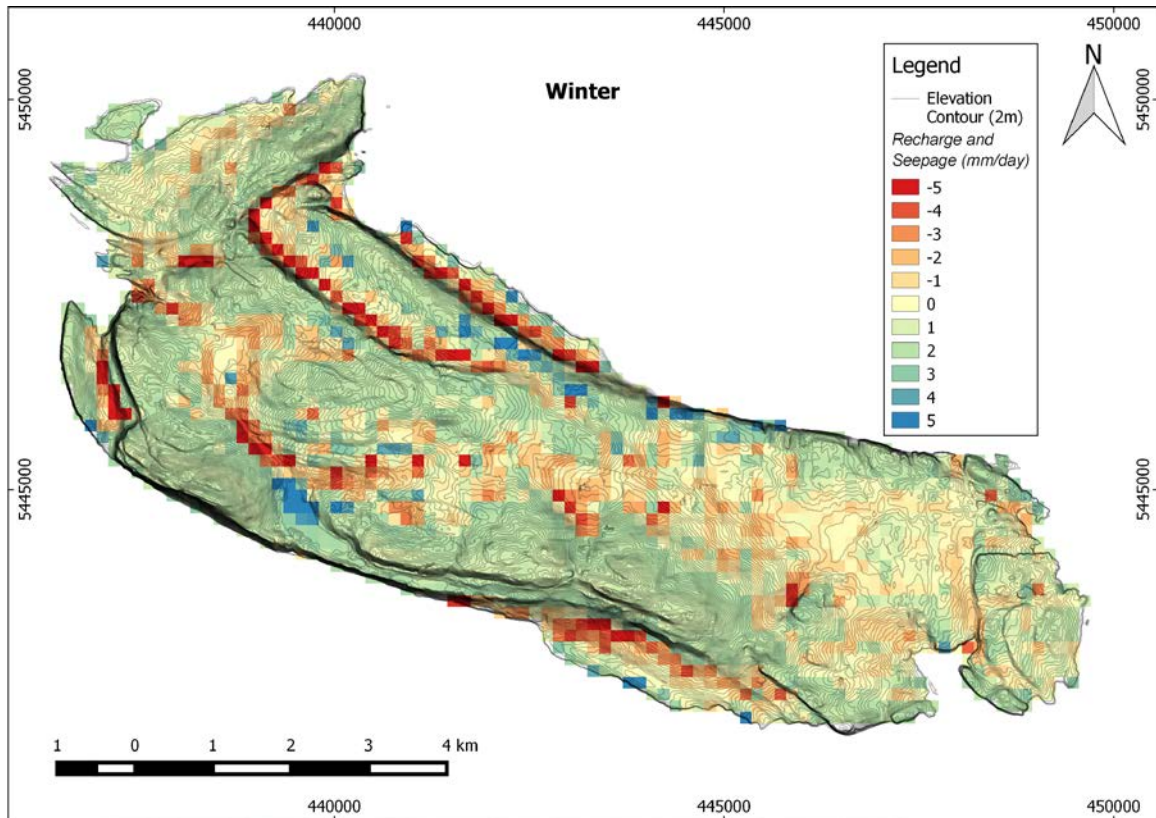 440000
445000
450000
5450000
Winter
N
5450000
Legend
Elevation
Contour (2m)
Recharge and
Seepage (mm/day)
-5
-4
-3
-2
-1
0
1
2
3
4
5
5445000
5445000
1 0 1 2 3 4 km
440000
445000
450000